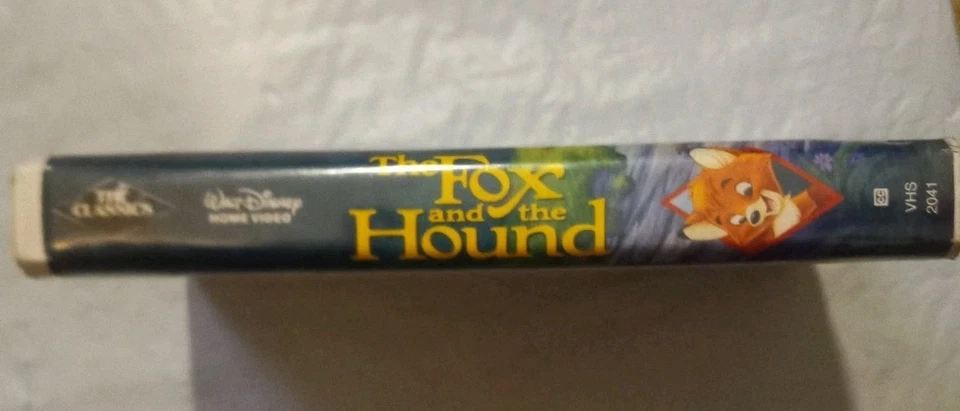 THE
CLASSICS
Walt Disney
HOME VIDEO
The Fox
and the
Hound
VHS
2041